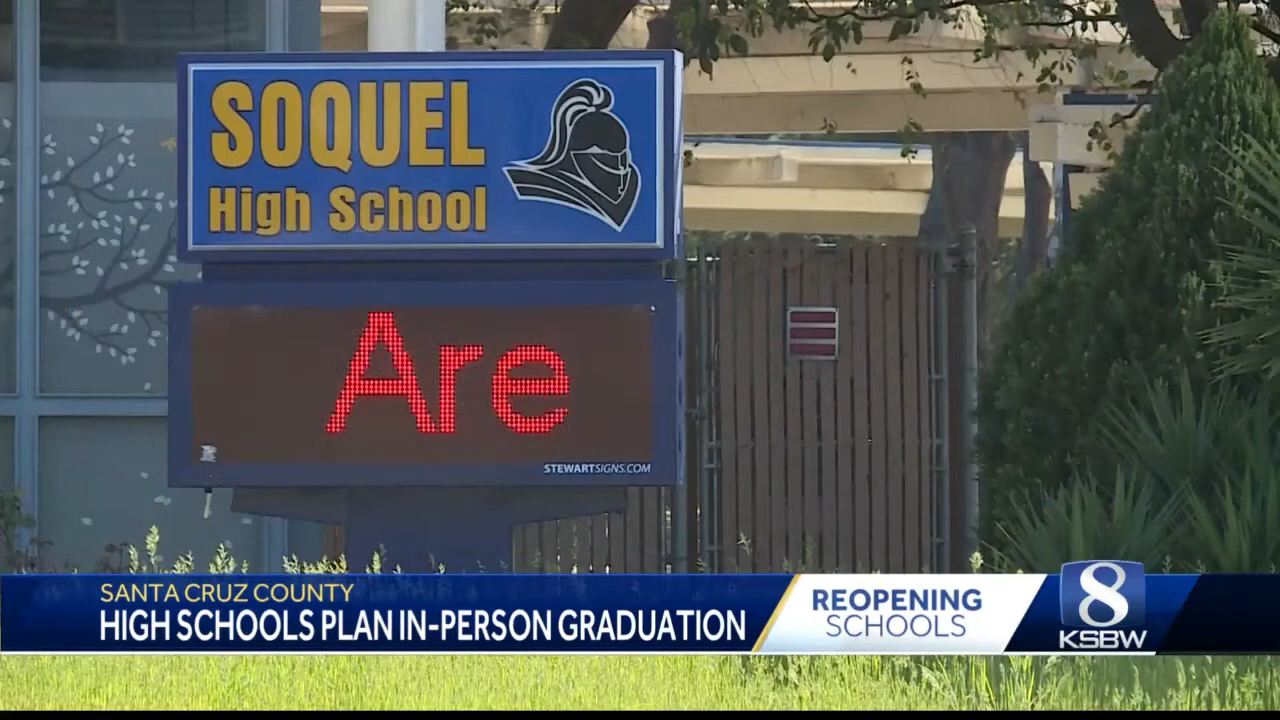 SOQUEL
High School
Are
STEWARTSIGNS.COM
SANTA CRUZ COUNTY
HIGH SCHOOLS PLAN IN-PERSON GRADUATION
REOPENING
SCHOOLS
8
KSBW